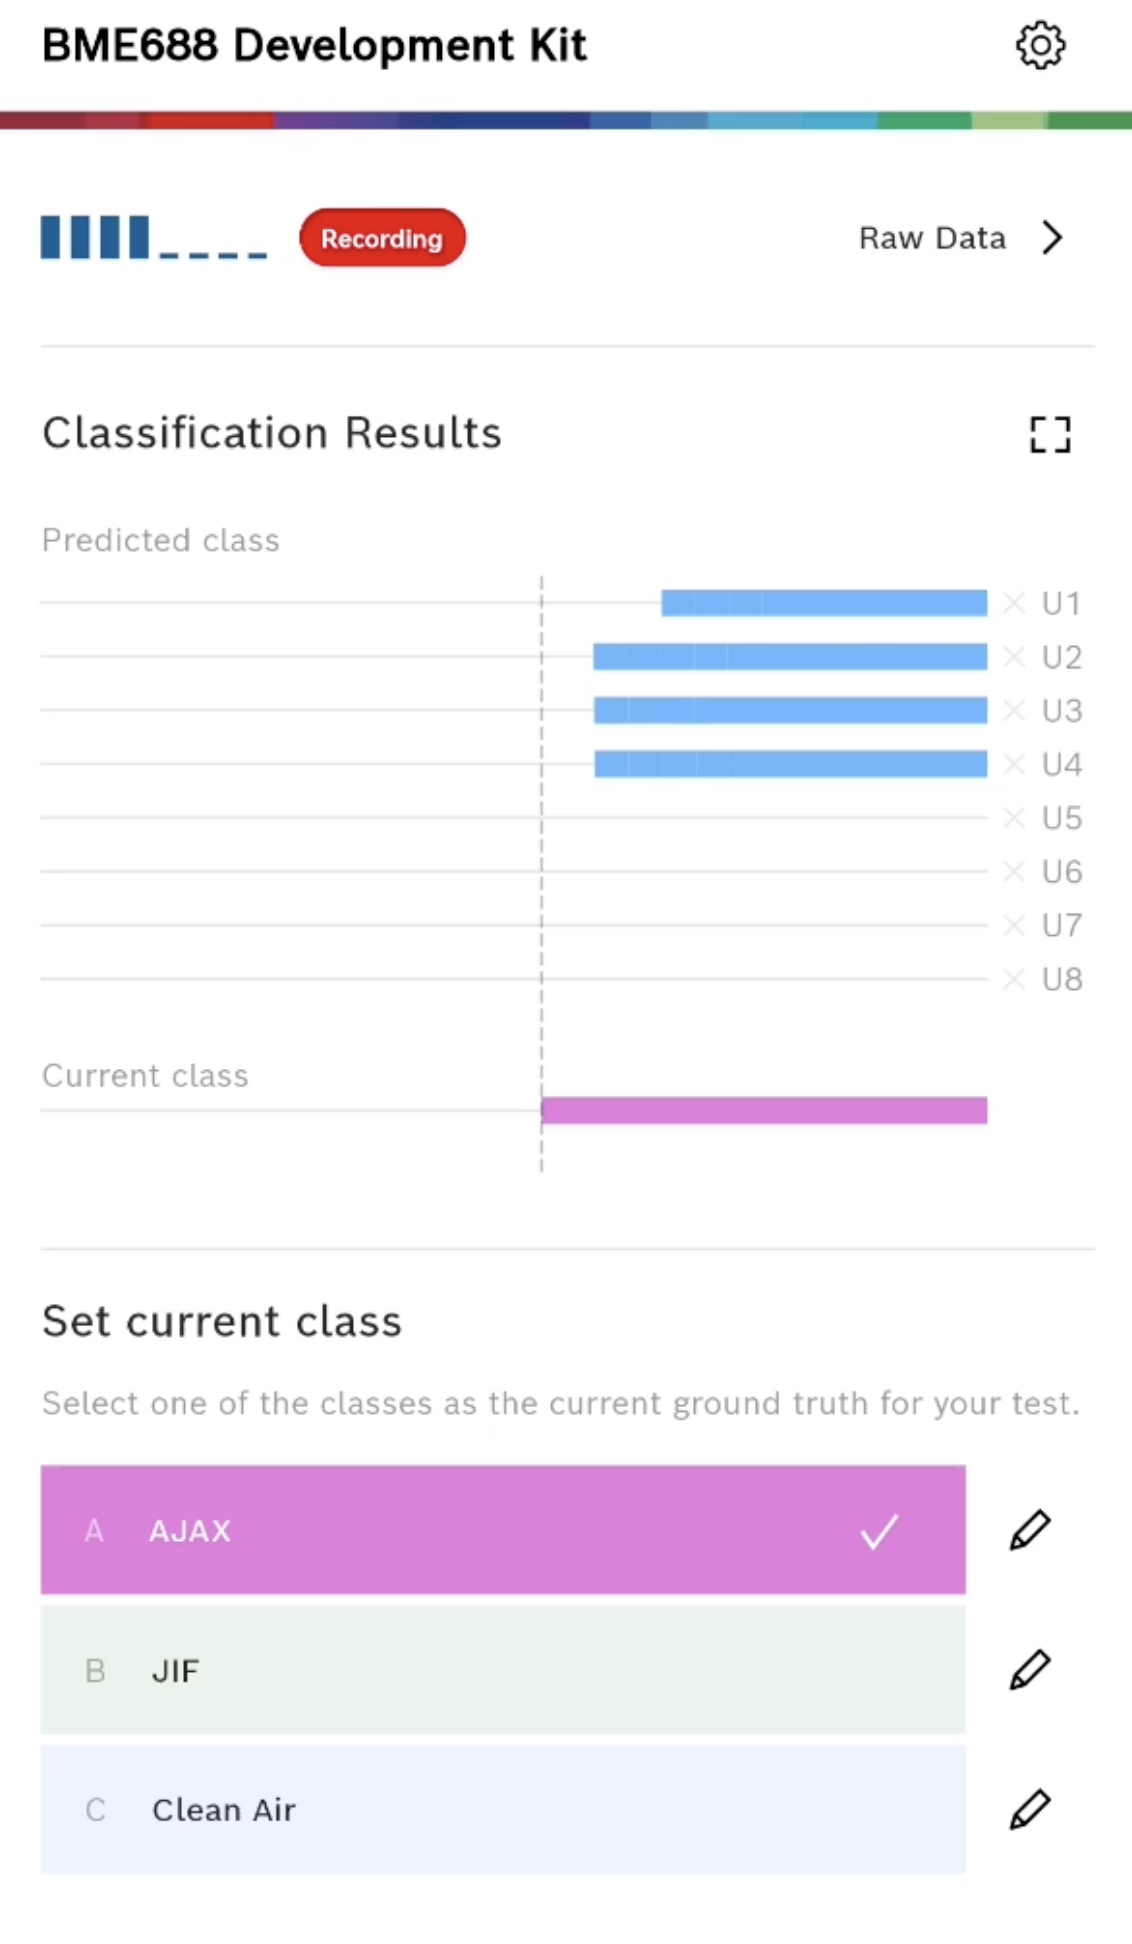 BME688 Development Kit
Recording
Raw Data
Classification Results
Predicted class
U1
U2
U3
U4
U5
U6
U7
U8
Current class
Set current class
Select one of the classes as the current ground truth for your test.
A AJAX
B JIF
C Clean Air